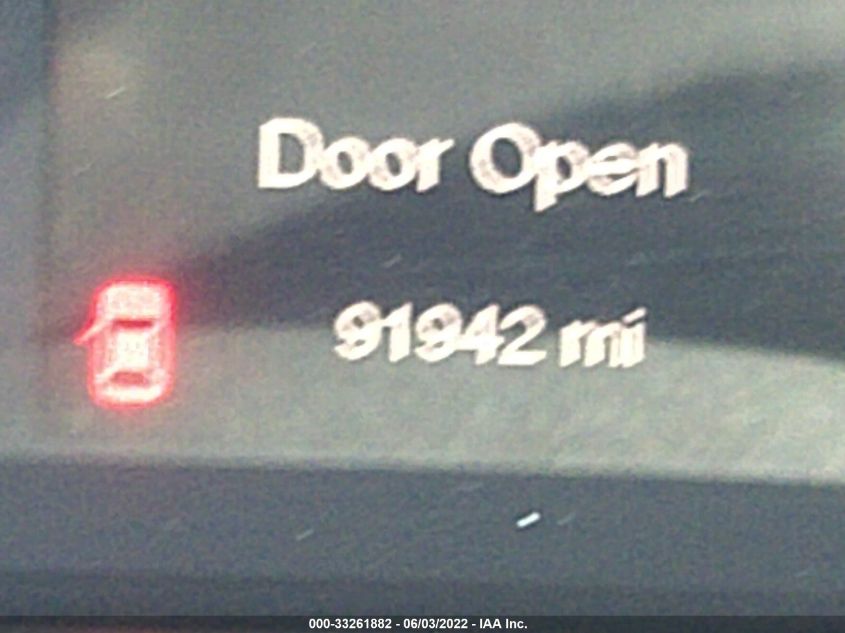 Door Open
91942 mi
000-33261882 - 06/03/2022 - IAA Inc.